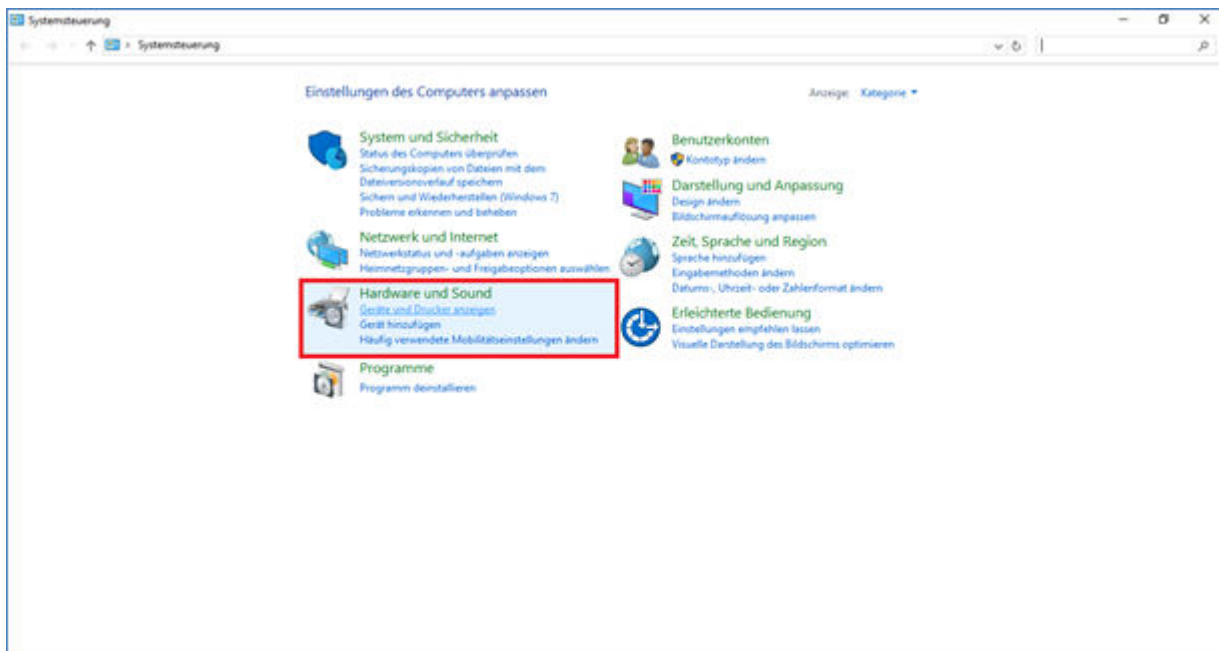 Systemsteuerung
Systemsteuerung
Einstellungen des Computers anpassen
Anzeige: Kategorie
System und Sicherheit
Status des Computers überprüfen
Sicherungskopien von Dateien mit dem
Dateiversionsverlauf speichern
Sichern und Wiederherstellen (Windows 7)
Probleme erkennen und beheben
Netzwerk und Internet
Netzwerkstatus und -aufgaben anzeigen
Heimnetzgruppen- und Freigabeoptionen auswählen
Hardware und Sound
Geräte und Drucker anzeigen
Gerät hinzufügen
Häufig verwendete Mobilitätseinstellungen ändern
Programme
Programm deinstallieren
Benutzerkonten
Kontotyp ändern
Darstellung und Anpassung
Design ändern
Bildschirmauflösung anpassen
Zeit, Sprache und Region
Sprache hinzufügen
Eingabemethoden ändern
Datums-, Uhrzeit- oder Zahlenformat ändern
Erleichterte Bedienung
Einstellungen empfehlen lassen
Visuelle Darstellung des Bildschirms optimieren